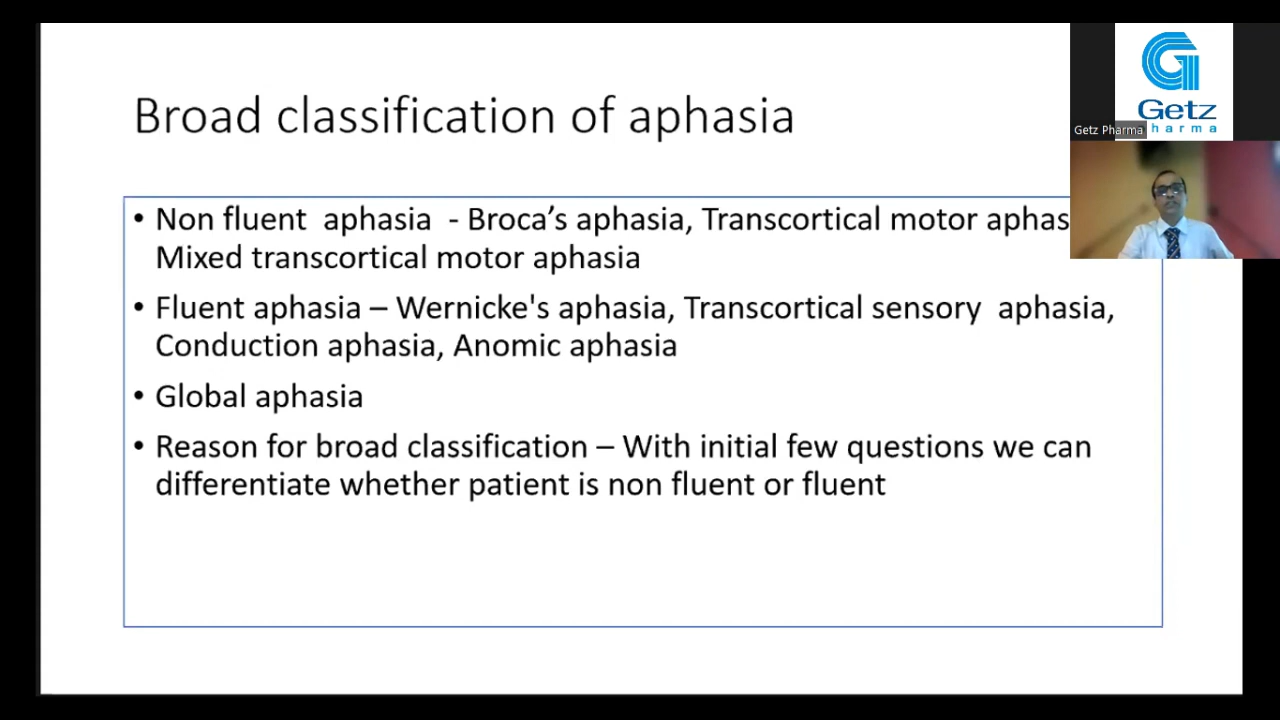 Broad classification of aphasia
• Non fluent  aphasia  - Broca’s aphasia, Transcortical motor
Mixed transcortical motor aphasia
• Fluent aphasia – Wernicke's aphasia, Transcortical sensory  aphasia,
Conduction aphasia, Anomic aphasia
• Global aphasia
• Reason for broad classification – With initial few questions we can
differentiate whether patient is non fluent or fluent
Getz
Getz Pharma
harma